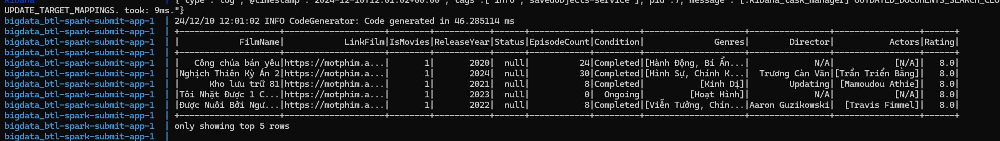 Kibana | {"type":"log","@timestamp":"2024-12-10T12:01:02+00:00","tags":["info","savedobjects-service"],"pid":7,"message":"[.kibana_task_manager] OUTDATED_DOCUMENTS_SEARCH_CLO
UPDATE_TARGET_MAPPINGS. took: 9ms."}
bigdata_btl-spark-submit-app-1 | 24/12/10 12:01:02 INFO CodeGenerator: Code generated in 46.285114 ms
bigdata_btl-spark-submit-app-1 | +--------------------+--------------------+--------+-----------+------+------------+---------+--------------------+----------------+-----------------+------+
bigdata_btl-spark-submit-app-1 | |            FilmName|            LinkFilm|IsMovies|ReleaseYear|Status|EpisodeCount|Condition|              Genres|        Director|           Actors|Rating|
bigdata_btl-spark-submit-app-1 | +--------------------+--------------------+--------+-----------+------+------------+---------+--------------------+----------------+-----------------+------+
bigdata_btl-spark-submit-app-1 | |   Công chúa bán yêu|https://motphim.a...|       1|       2020|  null|          24|Completed|[Hành Động, Bí Ẩn...|             N/A|            [N/A]|   8.0|
bigdata_btl-spark-submit-app-1 | |Nghịch Thiên Kỳ Án 2|https://motphim.a...|       1|       2024|  null|          30|Completed|[Hình Sự, Chính K...|  Trương Càn Văn|[Trần Triển Bằng]|   8.0|
bigdata_btl-spark-submit-app-1 | |      Kho lưu trữ 81|https://motphim.a...|       1|       2021|  null|           8|Completed|          [Kinh Dị]|        Updating| [Mamoudou Athie]|   8.0|
bigdata_btl-spark-submit-app-1 | |Tôi Nhặt Được 1 C...|https://motphim.a...|       1|       2023|  null|           0|  Ongoing|         [Hoạt Hình]|             N/A|            [N/A]|   8.0|
bigdata_btl-spark-submit-app-1 | |Được Nuôi Bởi Ngư...|https://motphim.a...|       1|       2022|  null|           8|Completed|[Viễn Tưởng, Chín...|Aaron Guzikowski|  [Travis Fimmel]|   8.0|
bigdata_btl-spark-submit-app-1 | +--------------------+--------------------+--------+-----------+------+------------+---------+--------------------+----------------+-----------------+------+
bigdata_btl-spark-submit-app-1 | only showing top 5 rows
bigdata_btl-spark-submit-app-1 |